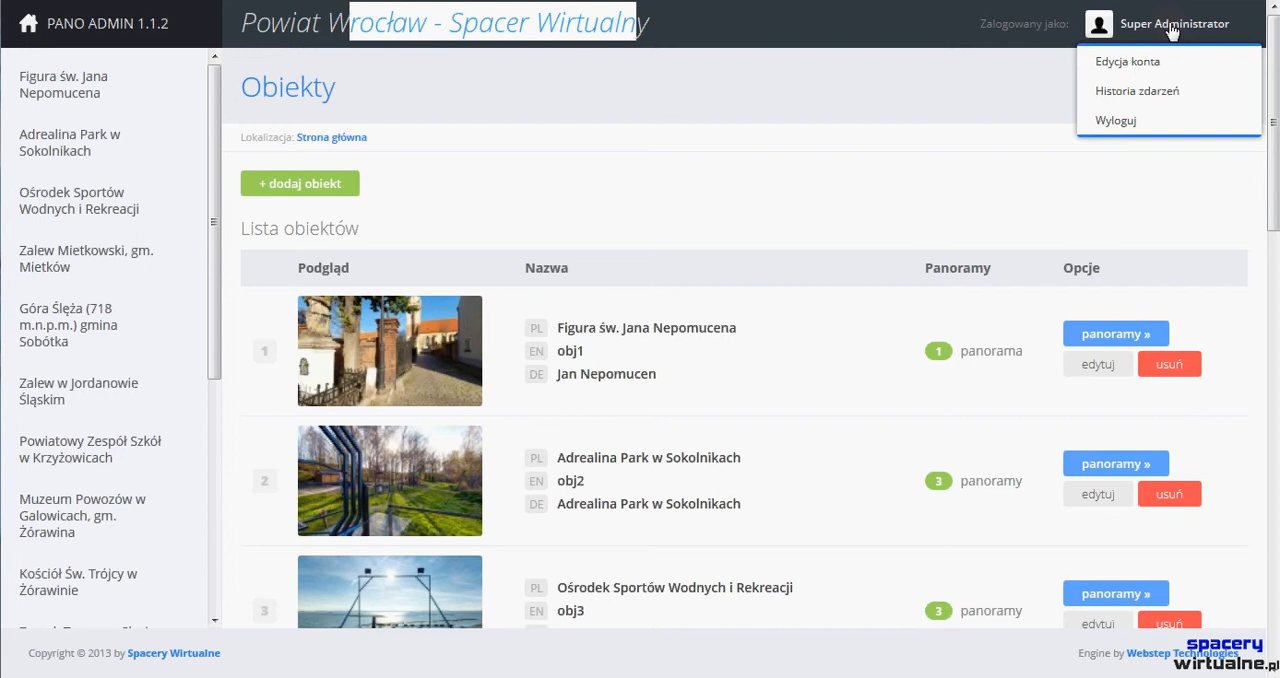 PANO ADMIN 1.1.2
Powiat Wrocław - Spacer Wirtualny
Zalogowany jako:
Super Administrator
Edycja konta
Historia zdarzeń
Wyloguj
Figura św. Jana
Nepomucena
Adrealina Park w
Sokolnikach
Ośrodek Sportów
Wodnych i Rekreacji
Zalew Mietkowski, gm.
Mietków
Góra Ślęża (718
m.n.p.m.) gmina
Sobótka
Zalew w Jordanowie
Śląskim
Powiatowy Zespół Szkół
w Krzyżowicach
Muzeum Powozów w
Galowicach, gm.
Żórawina
Kościół Św. Trójcy w
Żórawinie
Obiekty
Lokalizacja: Strona główna
+ dodaj obiekt
Lista obiektów
Podgląd Nazwa Panoramy Opcje
1
PL Figura św. Jana Nepomucena
EN obj1
DE Jan Nepomucen
1 panorama
panoramy »
edytuj usuń
2
PL Adrealina Park w Sokolnikach
EN obj2
DE Adrealina Park w Sokolnikach
3 panoramy
panoramy »
edytuj usuń
3
PL Ośrodek Sportów Wodnych i Rekreacji
EN obj3
3 panoramy
panoramy »
edytuj usuń
Copyright © 2013 by Spacery Wirtualne
Engine by Webstep Technologies
spacery
wirtualne.pl